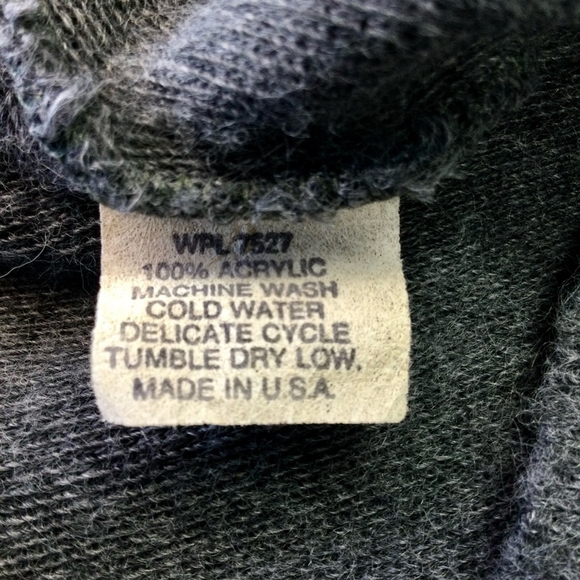 WPL 7527
100% ACRYLIC
MACHINE WASH
COLD WATER
DELICATE CYCLE
TUMBLE DRY LOW.
MADE IN U.S.A.